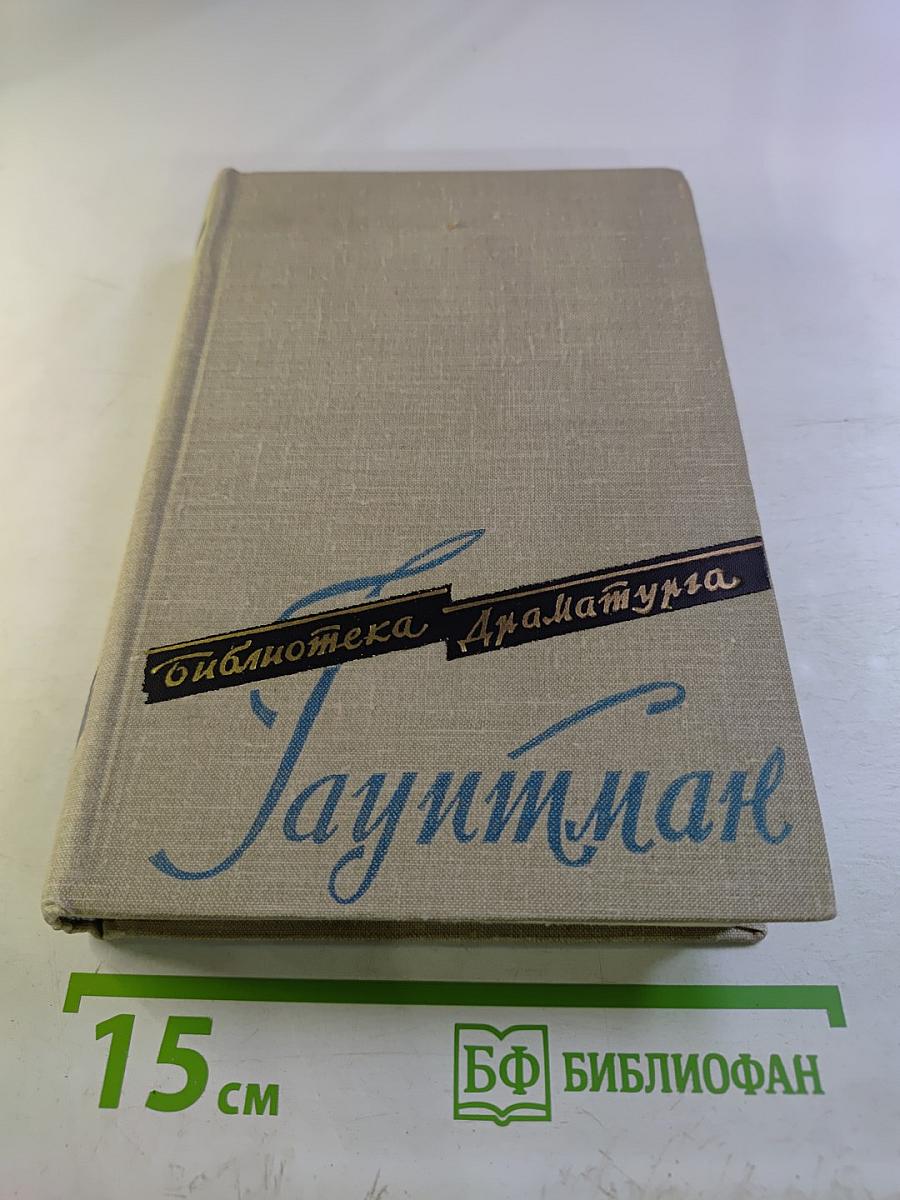 Библиотека Драматурга
Гауптман
15 см
БФ БИБЛИОФАН